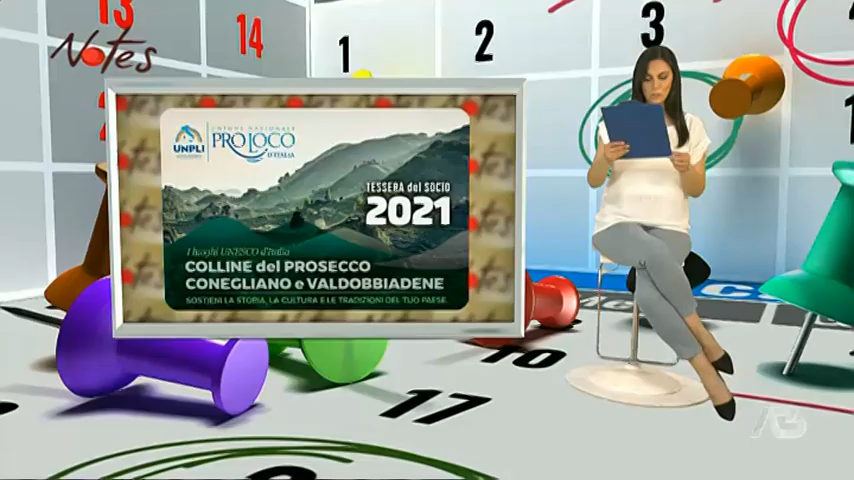 13
14
1
2
3
Notes
UNPLI
UNIONE NAZIONALE
PRO LOCO
D'ITALIA
TESSERA del SOCIO
2021
I luoghi UNESCO d'Italia
COLLINE del PROSECCO
CONEGLIANO e VALDOBBIADENE
SOSTIENI LA STORIA, LA CULTURA E LE TRADIZIONI DEL TUO PAESE
10
17